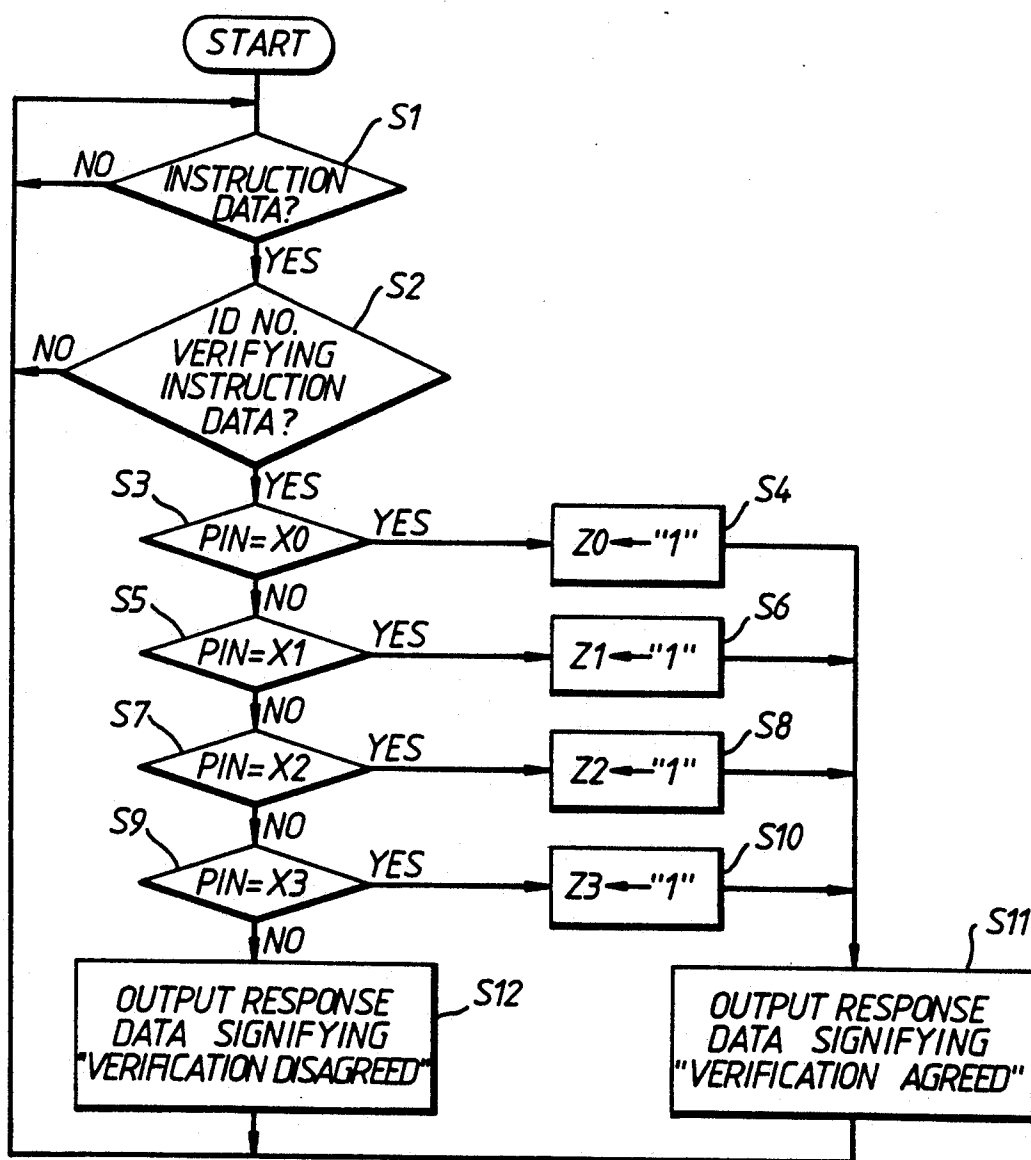 START
S1
NO
INSTRUCTION
DATA?
YES
S2
NO
ID NO.
VERIFYING
INSTRUCTION
DATA?
YES
S3
PIN=X0
YES
S4
Z0←"1"
NO
S5
PIN=X1
YES
S6
Z1←"1"
NO
S7
PIN=X2
YES
S8
Z2←"1"
NO
S9
PIN=X3
YES
S10
Z3←"1"
NO
S12
OUTPUT RESPONSE
DATA SIGNIFYING
"VERIFICATION DISAGREED"
S11
OUTPUT RESPONSE
DATA SIGNIFYING
"VERIFICATION AGREED"